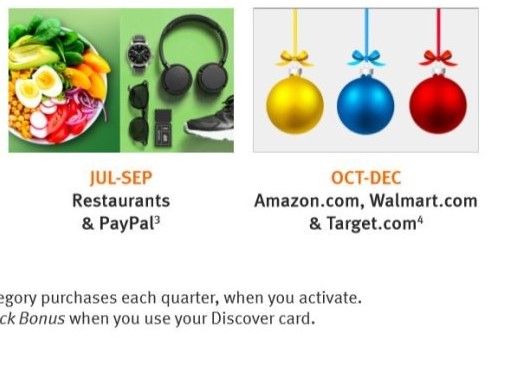 JUL-SEP
Restaurants
& PayPal³
OCT-DEC
Amazon.com, Walmart.com
& Target.com⁴
egory purchases each quarter, when you activate.
ck Bonus when you use your Discover card.